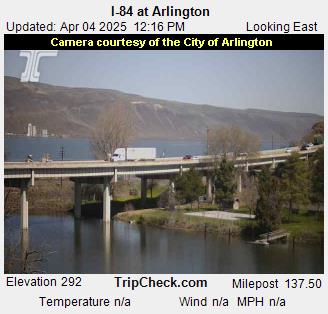 I-84 at Arlington
Updated: Apr 04 2025 12:16 PM Looking East
Camera courtesy of the City of Arlington
Elevation 292 TripCheck.com Milepost 137.50
Temperature n/a Wind n/a MPH n/a